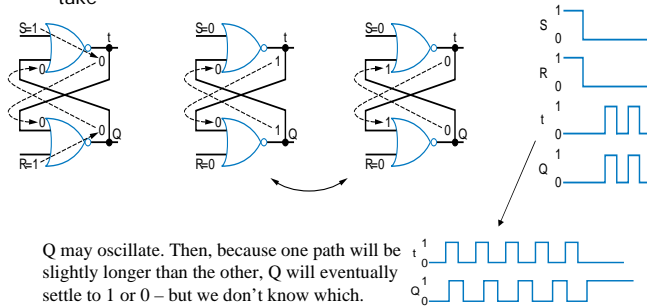 take
S=1 t
0
0
0
0
Q
R=1
S=0 t
1
0
0
1
Q
R=0
S=0 t
0
1
1
0
Q
R=0
S 1
0
R 1
0
t 1
0
Q 1
0
Q may oscillate. Then, because one path will be
slightly longer than the other, Q will eventually
settle to 1 or 0 – but we don't know which.
t 1
0
Q 1
0